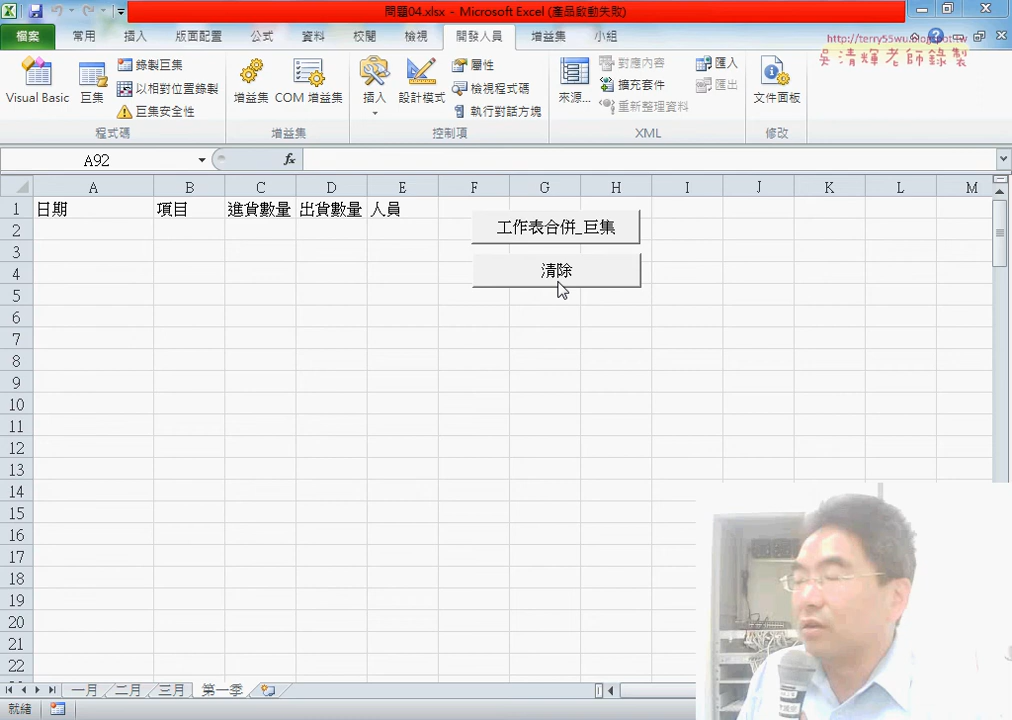 問題04.xlsx - Microsoft Excel (產品啟動失敗)
檔案 常用 插入 版面配置 公式 資料 校閱 檢視 開發人員 增益集 小組
http://terry55wu.blogspot.tw
吳清輝老師錄製
Visual Basic 巨集 錄製巨集 以相對位置錄製 巨集安全性
增益集 COM 增益集
插入 設計模式 屬性 檢視程式碼 執行對話方塊
來源... 對應內容 擴充套件 重新整理資料 匯入 匯出
文件面板
程式碼 增益集 控制項 XML 修改
A92 fx
A B C D E F G H I J K L M
1 日期 項目 進貨數量 出貨數量 人員
工作表合併_巨集
2
3
清除
4
5
6
7
8
9
10
11
12
13
14
15
16
17
18
19
20
21
22
一月 二月 三月 第一季
就緒